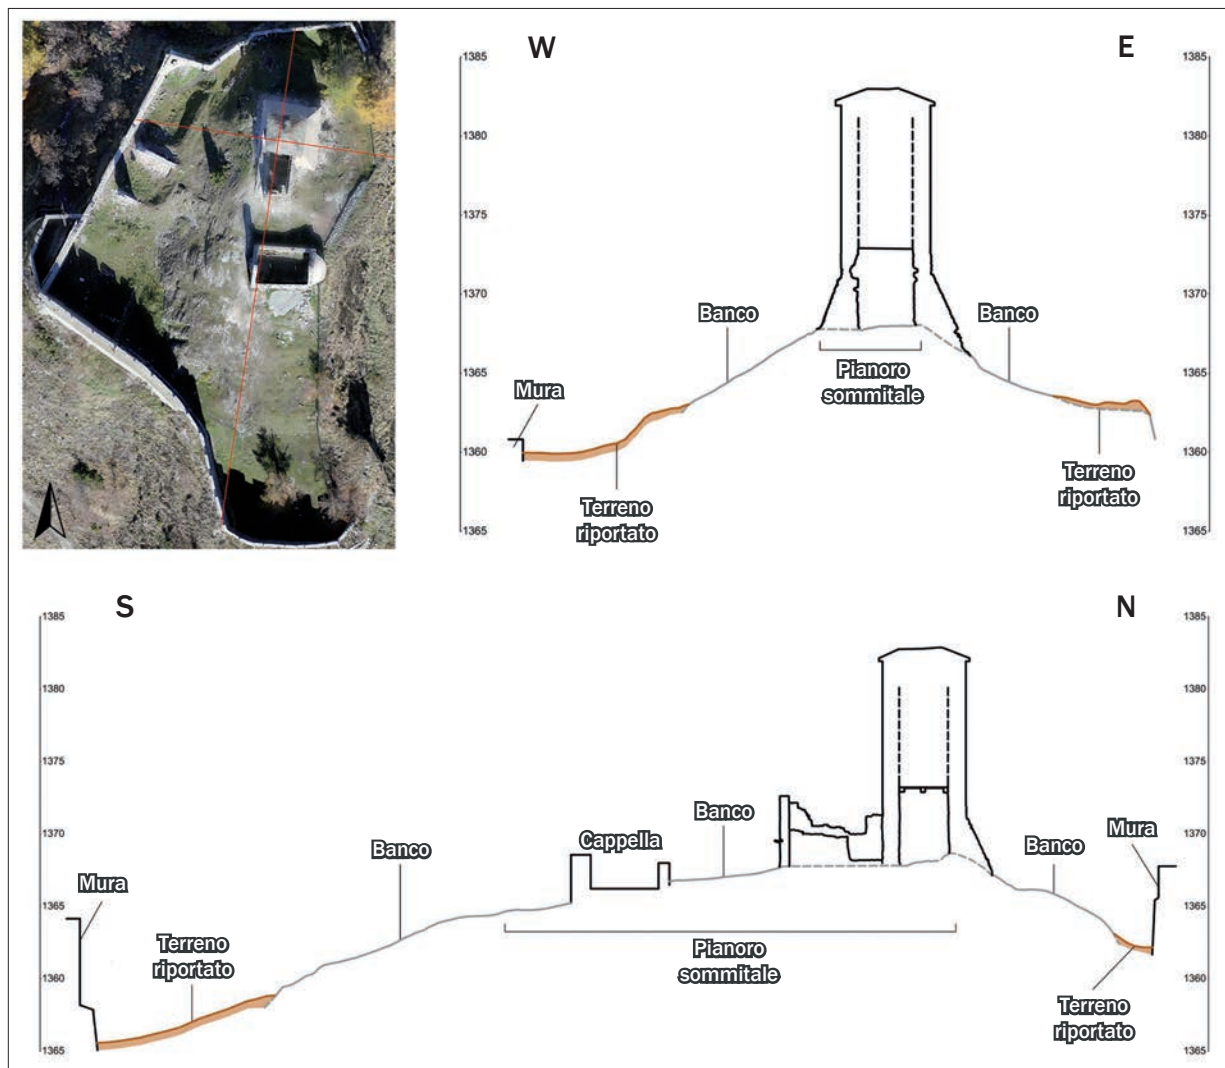 W
E
1385
1380
1375
1370
1365
1360
1365
1385
1380
1375
1370
1365
1360
1365
Banco
Banco
Pianoro
sommitale
Mura
Terreno
riportato
Terreno
riportato
S
N
1385
1380
1375
1370
1365
1360
1365
1385
1380
1375
1370
1365
1360
1365
Mura
Terreno
riportato
Banco
Cappella
Banco
Banco
Mura
Pianoro
sommitale
Terreno
riportato